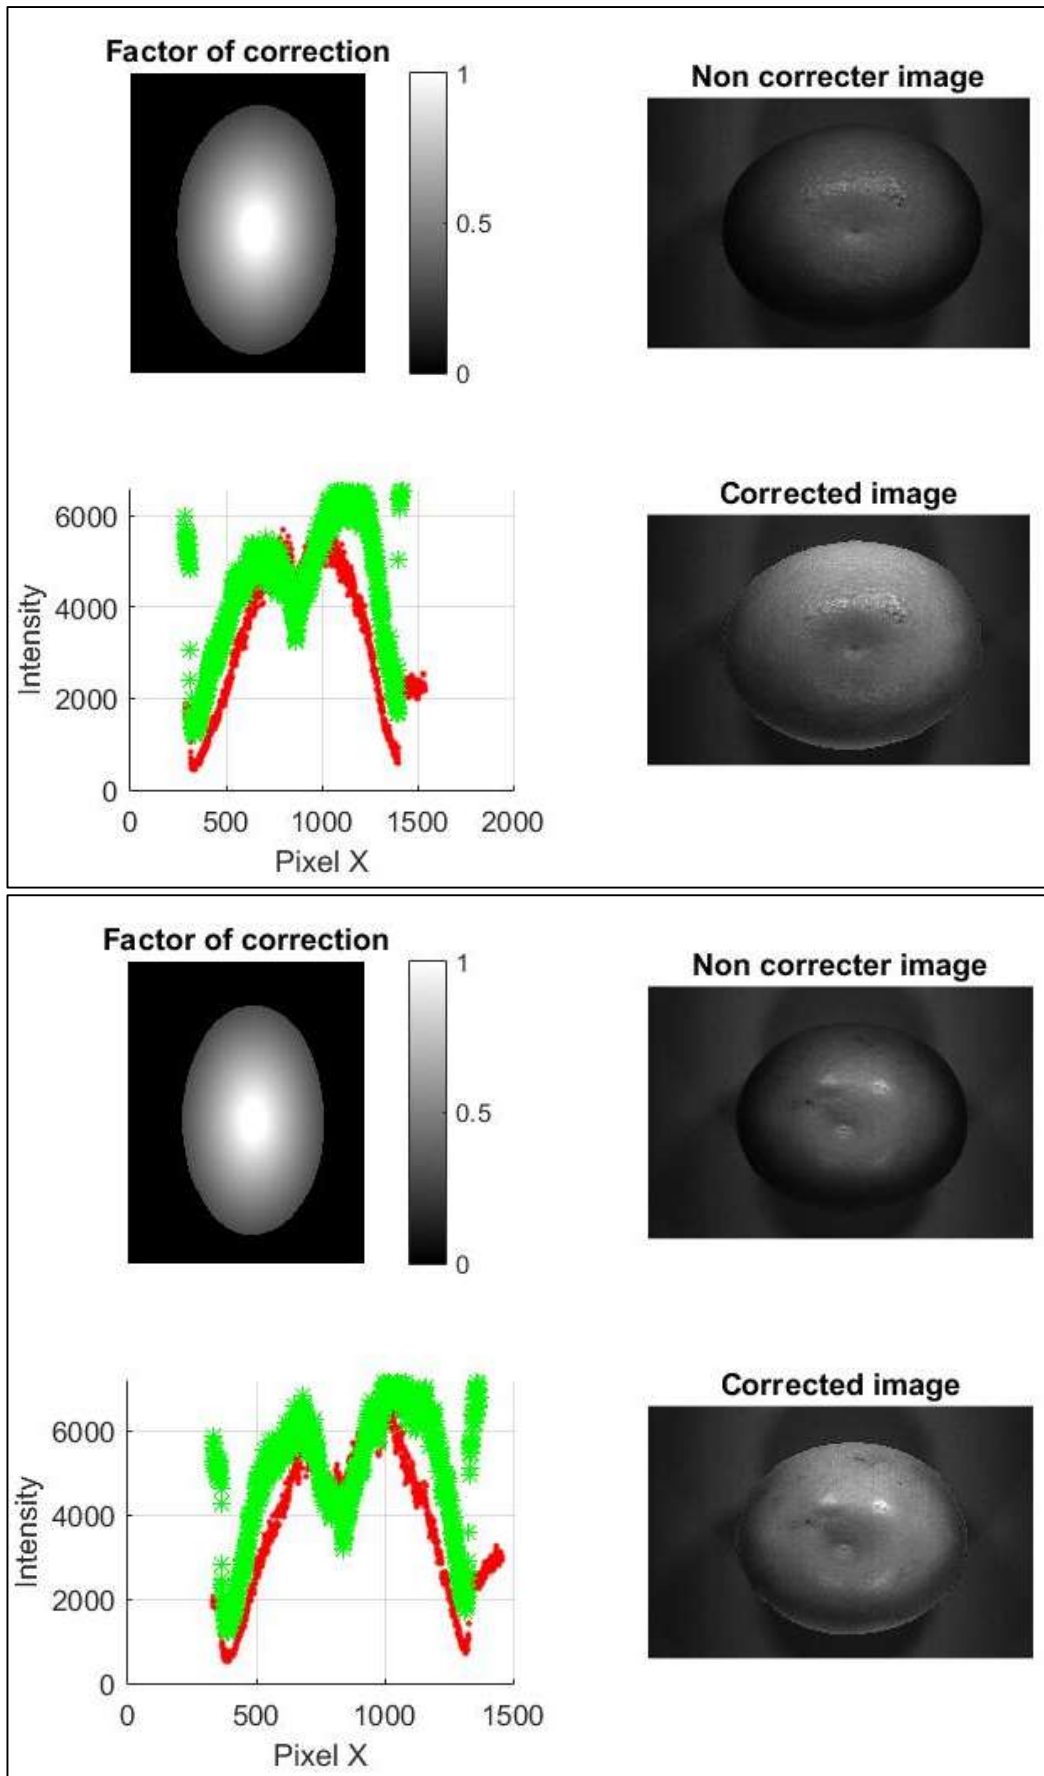 Factor of correction
1
0.5
0
Non correcter image
6000
4000
2000
0
Intensity
0 500 1000 1500 2000
Pixel X
Corrected image
Factor of correction
1
0.5
0
Non correcter image
6000
4000
2000
0
Intensity
0 500 1000 1500
Pixel X
Corrected image